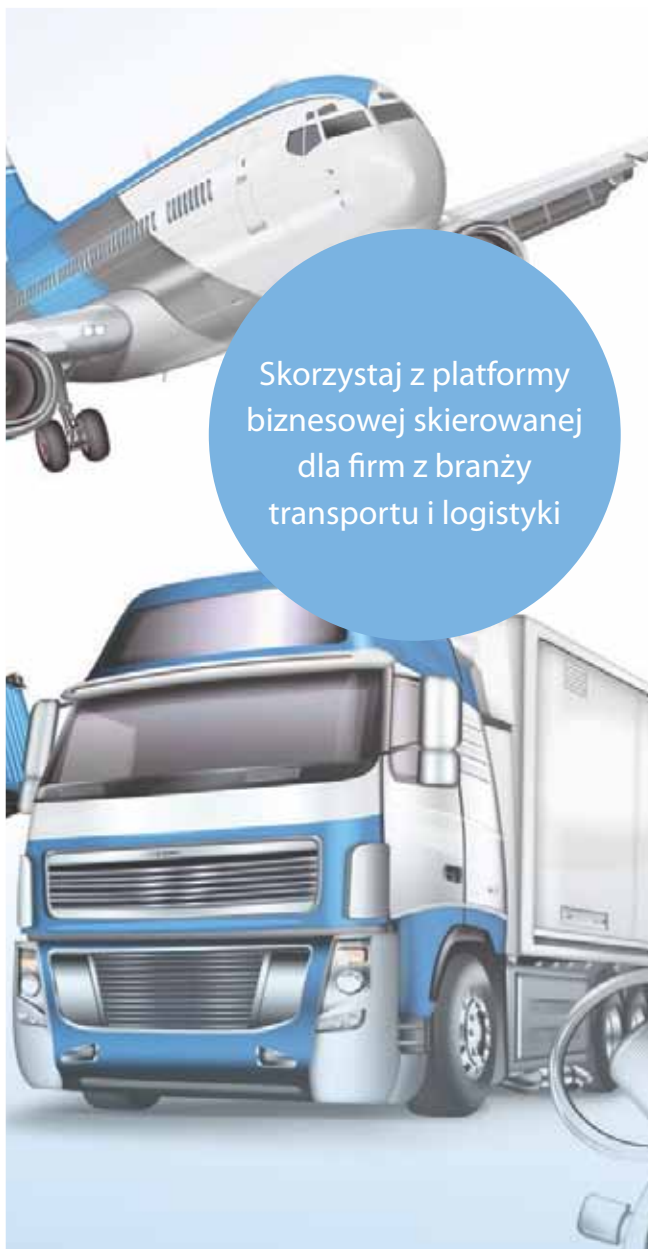 Skorzystaj z platformy
biznesowej skierowanej
dla firm z branży
transportu i logistyki